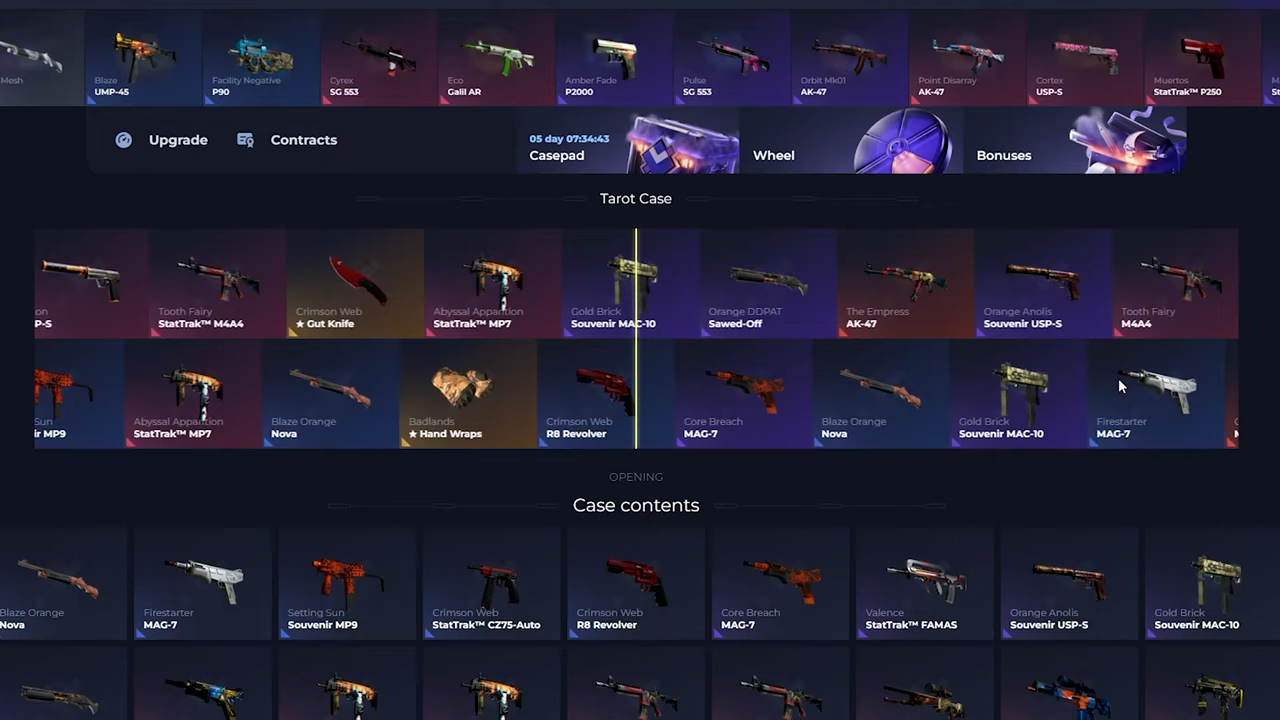 Mesh
Blaze
UMP-45
Facility Negative
P90
Cyrex
SG 553
Eco
Galil AR
Amber Fade
P2000
Pulse
SG 553
Orbit Mk01
AK-47
Point Disarray
AK-47
Cortex
USP-S
Muertos
StatTrak™ P250
Upgrade
Contracts
05 day 07:34:43
Casepad
Wheel
Bonuses
Tarot Case
on
P-S
Tooth Fairy
StatTrak™ M4A4
Crimson Web
★ Gut Knife
Abyssal Apparition
StatTrak™ MP7
Gold Brick
Souvenir MAC-10
Orange DDPAT
Sawed-Off
The Empress
AK-47
Orange Anolis
Souvenir USP-S
Tooth Fairy
M4A4
Sun
ir MP9
Abyssal Apparition
StatTrak™ MP7
Blaze Orange
Nova
Badlands
★ Hand Wraps
Crimson Web
R8 Revolver
Core Breach
MAG-7
Blaze Orange
Nova
Gold Brick
Souvenir MAC-10
Firestarter
MAG-7
OPENING
Case contents
Blaze Orange
Nova
Firestarter
MAG-7
Setting Sun
Souvenir MP9
Crimson Web
StatTrak™ CZ75-Auto
Crimson Web
R8 Revolver
Core Breach
MAG-7
Valence
StatTrak™ FAMAS
Orange Anolis
Souvenir USP-S
Gold Brick
Souvenir MAC-10